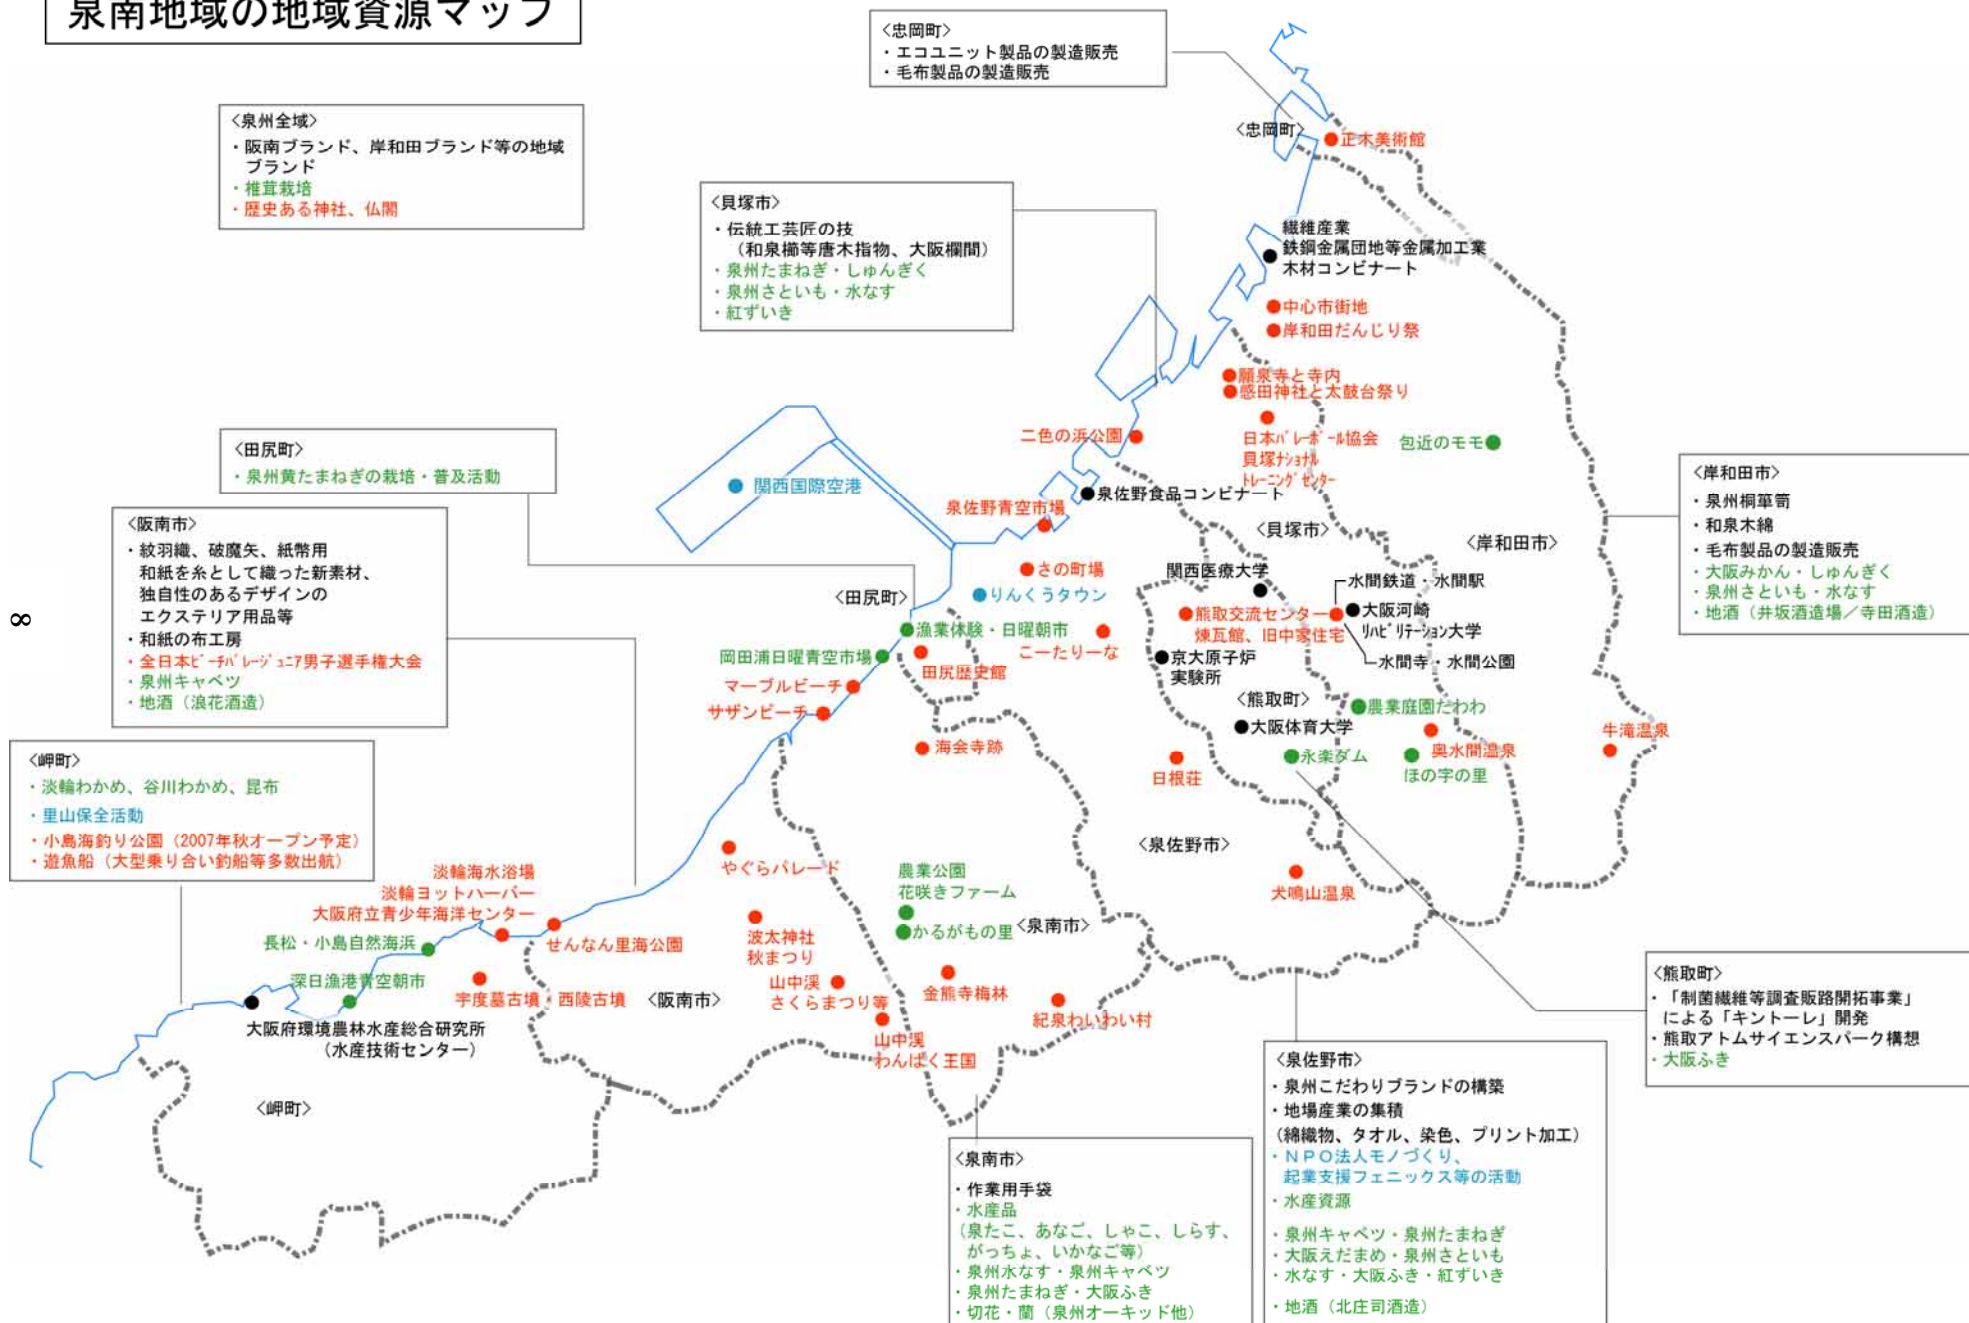 泉南地域の地域資源マップ
〈忠岡町〉
・エコユニット製品の製造販売
・毛布製品の製造販売
〈泉州全域〉
・阪南ブランド、岸和田ブランド等の地域
ブランド
・椎茸栽培
・歴史ある神社、仏閣
〈貝塚市〉
・伝統工芸匠の技
（和泉櫛等唐木指物、大阪欄間）
・泉州たまねぎ・しゅんぎく
・泉州さといも・水なす
・紅ずいき
〈田尻町〉
・泉州黄たまねぎの栽培・普及活動
〈阪南市〉
・紋羽織、破魔矢、紙幣用
和紙を糸として織った新素材、
独自性のあるデザインの
エクステリア用品等
・和紙の布工房
・全日本ﾋﾞｰﾁﾊﾞﾚｰｼﾞｭﾆｱ男子選手権大会
・泉州キャベツ
・地酒（浪花酒造）
〈岬町〉
・淡輪わかめ、谷川わかめ、昆布
・里山保全活動
・小島海釣り公園（2007年秋オープン予定）
・遊魚船（大型乗り合い釣船等多数出航）
〈忠岡町〉
正木美術館
繊維産業
鉄鋼金属団地等金属加工業
木材コンビナート
中心市街地
岸和田だんじり祭
願泉寺と寺内
感田神社と太鼓台祭り
日本ﾊﾞﾚｰﾎﾞｰﾙ協会
貝塚ﾅｼｮﾅﾙ
ﾄﾚｰﾆﾝｸﾞｾﾝﾀｰ
包近のモモ
二色の浜公園
泉佐野食品コンビナート
泉佐野青空市場
関西国際空港
〈貝塚市〉
〈岸和田市〉
さの町場
りんくうタウン
〈田尻町〉
漁業体験・日曜朝市
こーたりーな
岡田浦日曜青空市場
田尻歴史館
マーブルビーチ
サザンビーチ
海会寺跡
関西医療大学
水間鉄道・水間駅
熊取交流センター
煉瓦館、旧中家住宅
大阪河﨑
ﾘﾊﾋﾞﾘﾃｰｼｮﾝ大学
水間寺・水間公園
京大原子炉
実験所
〈熊取町〉
大阪体育大学
農業庭園たわわ
永楽ダム
奥水間温泉
ほの字の里
牛滝温泉
日根荘
〈泉佐野市〉
犬鳴山温泉
やぐらパレード
農業公園
花咲きファーム
かるがもの里
〈泉南市〉
波太神社
秋まつり
山中渓
さくらまつり等
山中渓
わんぱく王国
金熊寺梅林
紀泉わいわい村
淡輪海水浴場
淡輪ヨットハーバー
大阪府立青少年海洋センター
せんなん里海公園
長松・小島自然海浜
深日漁港青空朝市
宇度墓古墳・西陵古墳
〈阪南市〉
大阪府環境農林水産総合研究所
（水産技術センター）
〈岬町〉
〈岸和田市〉
・泉州桐箪笥
・和泉木綿
・毛布製品の製造販売
・大阪みかん・しゅんぎく
・泉州さといも・水なす
・地酒（井坂酒造場／寺田酒造）
〈熊取町〉
・「制菌繊維等調査販路開拓事業」
による「キントーレ」開発
・熊取アトムサイエンスパーク構想
・大阪ふき
〈泉佐野市〉
・泉州こだわりブランドの構築
・地場産業の集積
（綿織物、タオル、染色、プリント加工）
・ＮＰＯ法人モノづくり、
起業支援フェニックス等の活動
・水産資源
・泉州キャベツ・泉州たまねぎ
・大阪えだまめ・泉州さといも
・水なす・大阪ふき・紅ずいき
・地酒（北庄司酒造）
〈泉南市〉
・作業用手袋
・水産品
（泉たこ、あなご、しゃこ、しらす、
がっちょ、いかなご等）
・泉州水なす・泉州キャベツ
・泉州たまねぎ・大阪ふき
・切花・蘭（泉州オーキッド他）
8